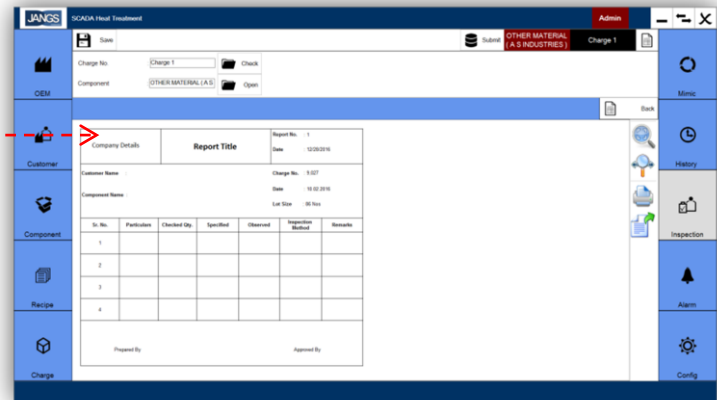 JANGS SCADA Heat Treatment Admin
Save Submit OTHER MATERIAL Charge 1
( A S INDUSTRIES )
Charge No Charge 1 Check
Component OTHER MATERIAL ( A S Open
Back
OEM
Customer
Component
Recipe
Charge
Company Details Report Title Report No. : 1
Date : 12/28/2016
Customer Name : Charge No. : 5.027
Date : 16 02 2016
Component Name :
Lot Size : 86 Nos
Sr. No. Particulars Checked Qty. Specified Observed Inspection Method Remarks
1
2
3
4
Prepared By Approved By
Mimic
History
Inspection
Alarm
Config